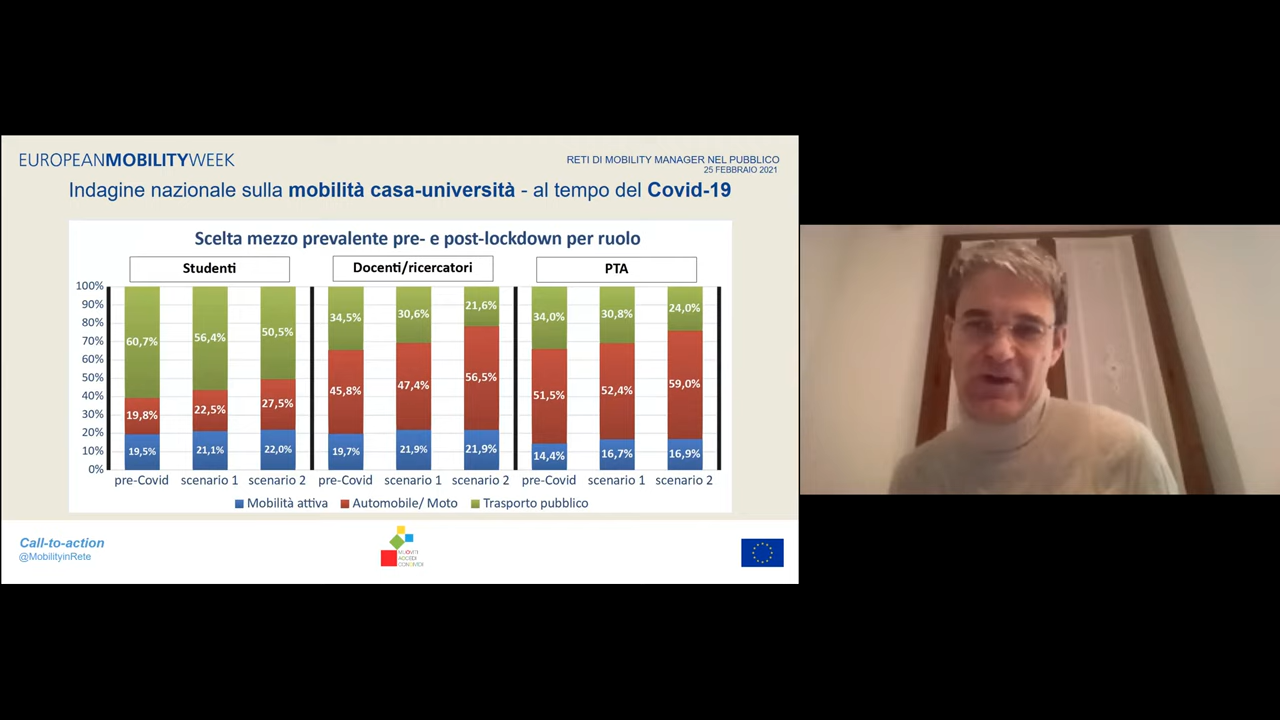 EUROPEANMOBILITYWEEK
RETI DI MOBILITY MANAGER NEL PUBBLICO
25 FEBBRAIO 2021
Indagine nazionale sulla mobilità casa-università - al tempo del Covid-19
Scelta mezzo prevalente pre- e post-lockdown per ruolo
Studenti Docenti/ricercatori PTA
100%
90%
80%
70%
60%
50%
40%
30%
20%
10%
0%
60,7% 56,4% 50,5% 34,5% 30,6% 21,6% 34,0% 30,8% 24,0%
19,8% 22,5% 27,5% 45,8% 47,4% 56,5% 51,5% 52,4% 59,0%
19,5% 21,1% 22,0% 19,7% 21,9% 21,9% 14,4% 16,7% 16,9%
pre-Covid scenario 1 scenario 2 pre-Covid scenario 1 scenario 2 pre-Covid scenario 1 scenario 2
Mobilità attiva Automobile/ Moto Trasporto pubblico
Call-to-action
@MobilityinRete
MUOVITI
ACCEDI
CONDIVIDI